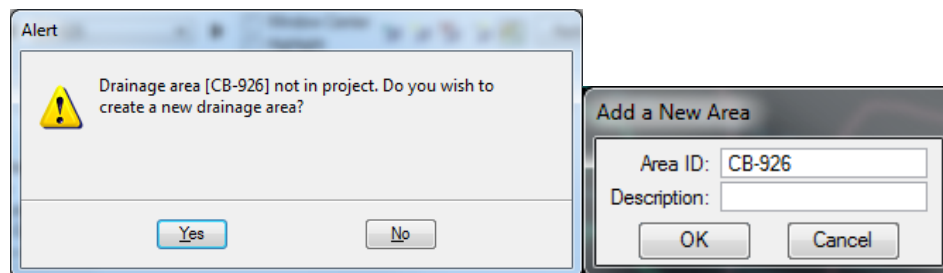 Alert
Drainage area [CB-926] not in project. Do you wish to
create a new drainage area?
Yes
No
Add a New Area
Area ID: CB-926
Description:
OK
Cancel